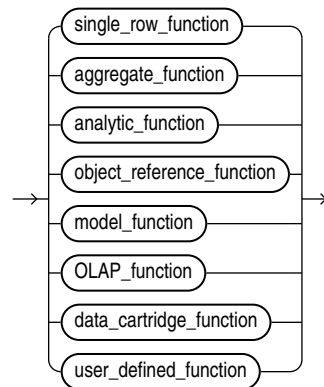 single_row_function
aggregate_function
analytic_function
object_reference_function
model_function
OLAP_function
data_cartridge_function
user_defined_function